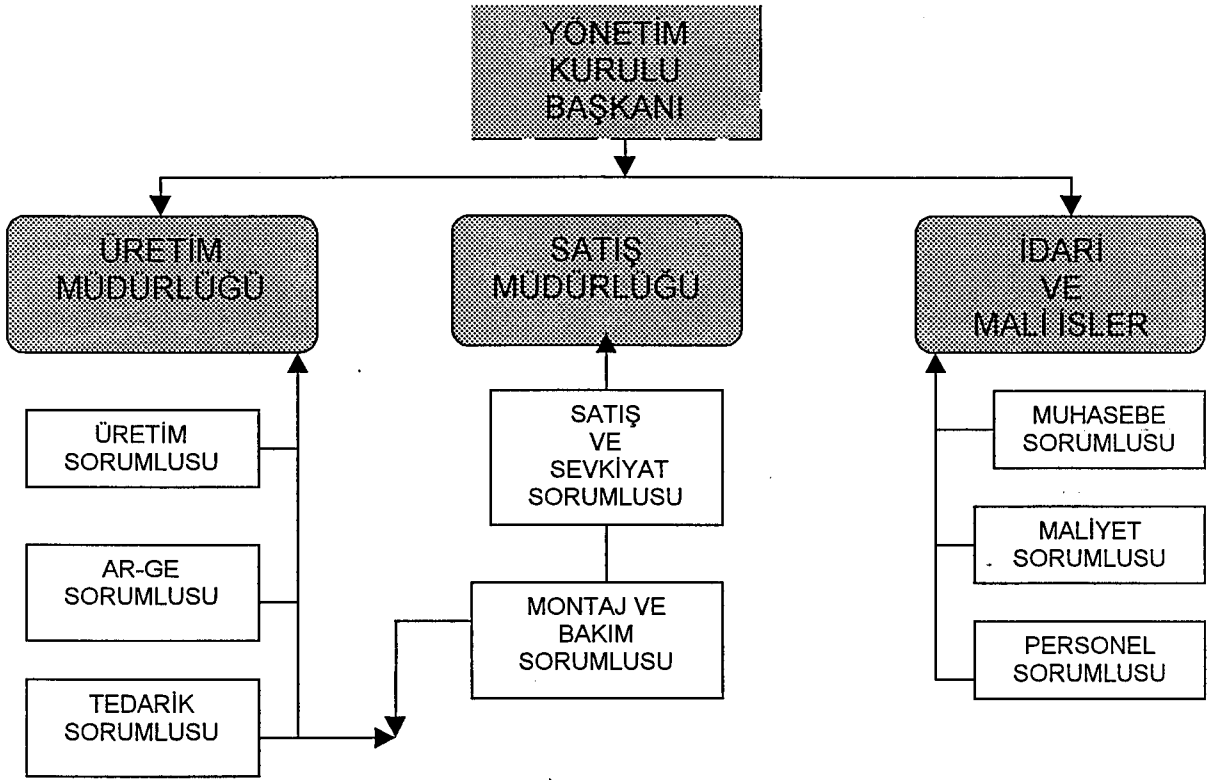 YÖNETİM
KURULU
BAŞKANI
ÜRETİM
MÜDÜRLÜĞÜ
SATIŞ
MÜDÜRLÜĞÜ
İDARİ
VE
MALİ İSLER
ÜRETİM
SORUMLUSU
AR-GE
SORUMLUSU
TEDARİK
SORUMLUSU
SATIŞ
VE
SEVKİYAT
SORUMLUSU
MONTAJ VE
BAKIM
SORUMLUSU
MUHASEBE
SORUMLUSU
MALİYET
SORUMLUSU
PERSONEL
SORUMLUSU